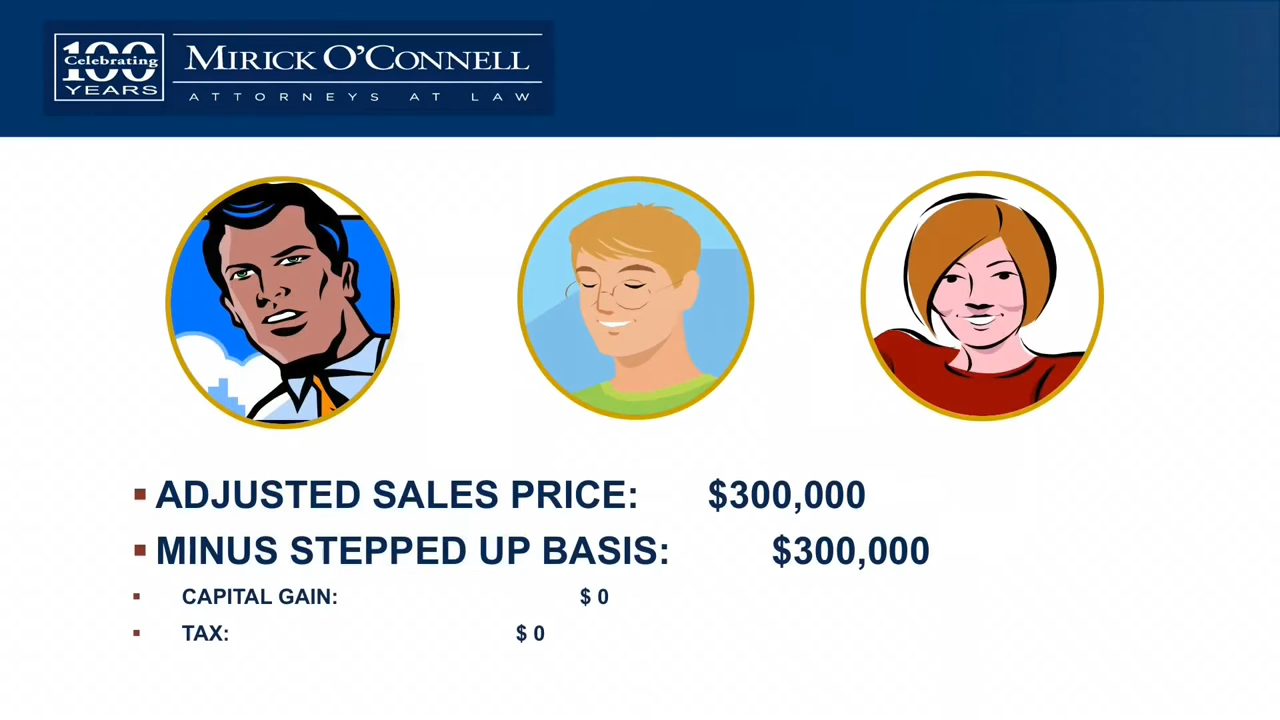 Celebrating
100
YEARS
MIRICK O'CONNELL
ATTORNEYS AT LAW
ADJUSTED SALES PRICE: $300,000
MINUS STEPPED UP BASIS: $300,000
CAPITAL GAIN: $ 0
TAX: $ 0